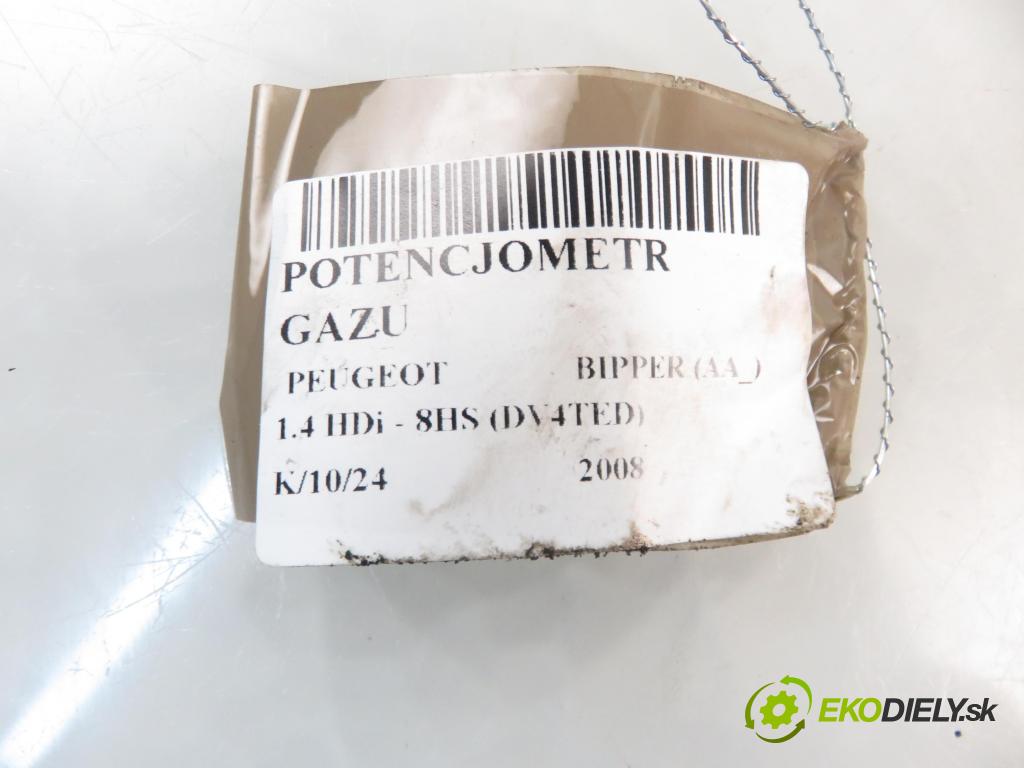 POTENCJOMETR
GAZU
PEUGEOT BIPPER (AA_)
1.4 HDi - 8HS (DV4TED)
K/10/24 2008
EKODIELY.sk